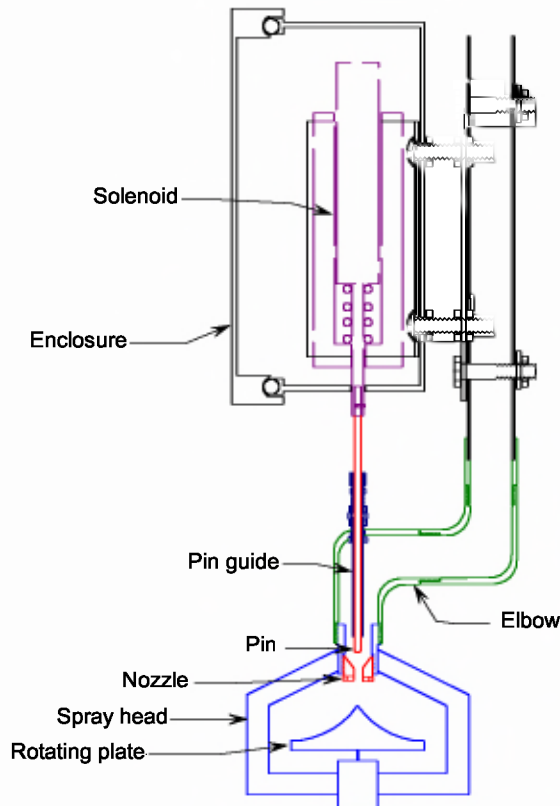 Solenoid
Enclosure
Pin guide
Elbow
Pin
Nozzle
Spray head
Rotating plate